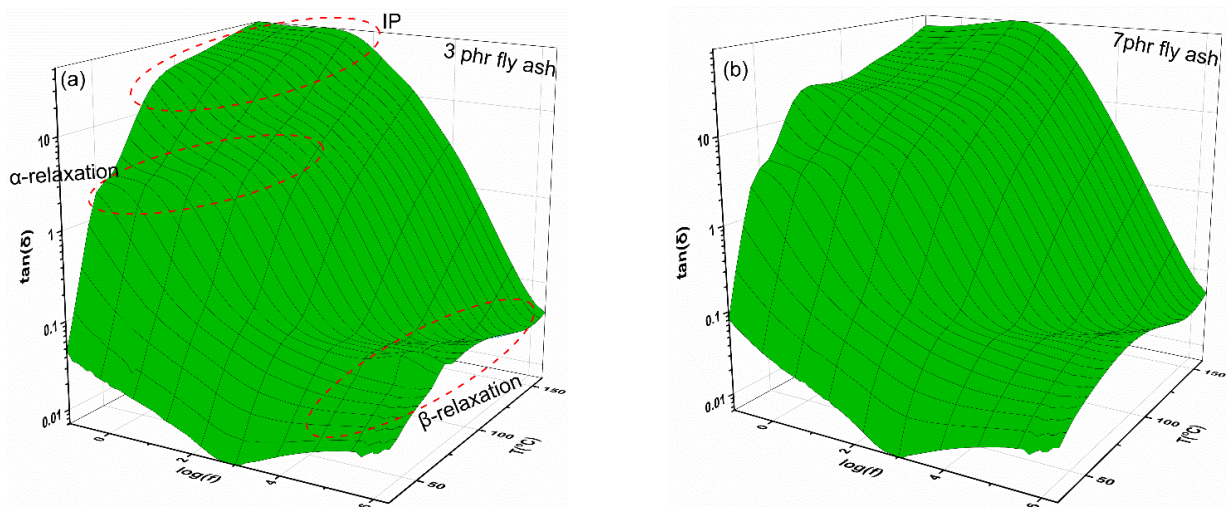 IP
(a)
3 phr fly ash
α-relaxation
β-relaxation
tan(δ)
10
1
0.1
0.01
0
2
4
6
log(f)
50
100
150
T(°C)
(b)
7phr fly ash
tan(δ)
10
1
0.1
0.01
0
2
4
6
log(f)
50
100
150
T(°C)